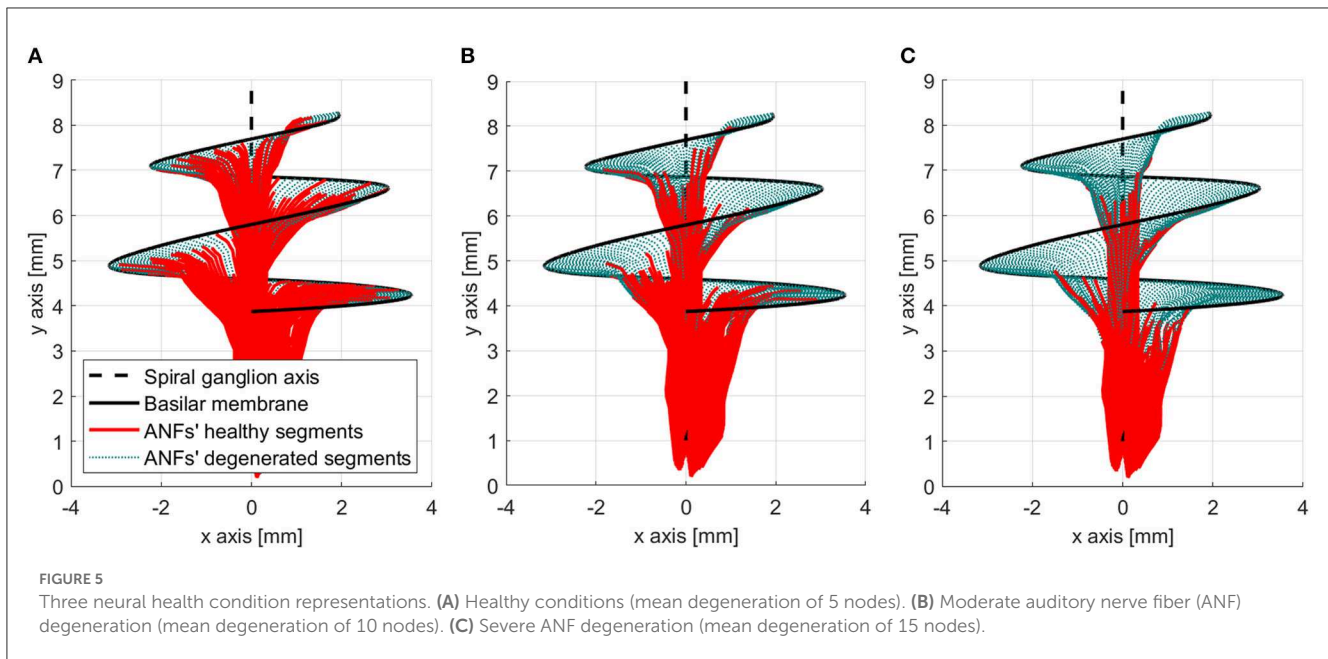 A
B
C
9
8
7
6
5
4
3
2
1
0
-4
-2
0
2
4
x axis [mm]
y axis [mm]
Spiral ganglion axis
Basilar membrane
ANFs' healthy segments
ANFs' degenerated segments
9
8
7
6
5
4
3
2
1
0
-4
-2
0
2
4
x axis [mm]
y axis [mm]
9
8
7
6
5
4
3
2
1
0
-4
-2
0
2
4
x axis [mm]
y axis [mm]
FIGURE 5
Three neural health condition representations. (A) Healthy conditions (mean degeneration of 5 nodes). (B) Moderate auditory nerve fiber (ANF)
degeneration (mean degeneration of 10 nodes). (C) Severe ANF degeneration (mean degeneration of 15 nodes).